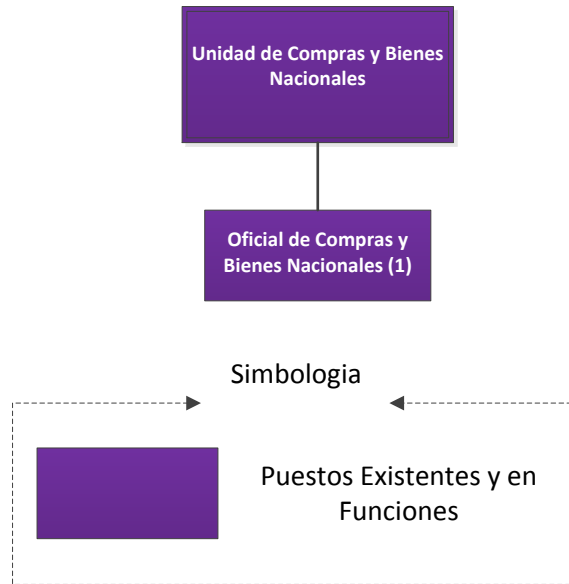 Unidad de Compras y Bienes
Nacionales
Oficial de Compras y
Bienes Nacionales (1)
Simbologia
Puestos Existentes y en
Funciones